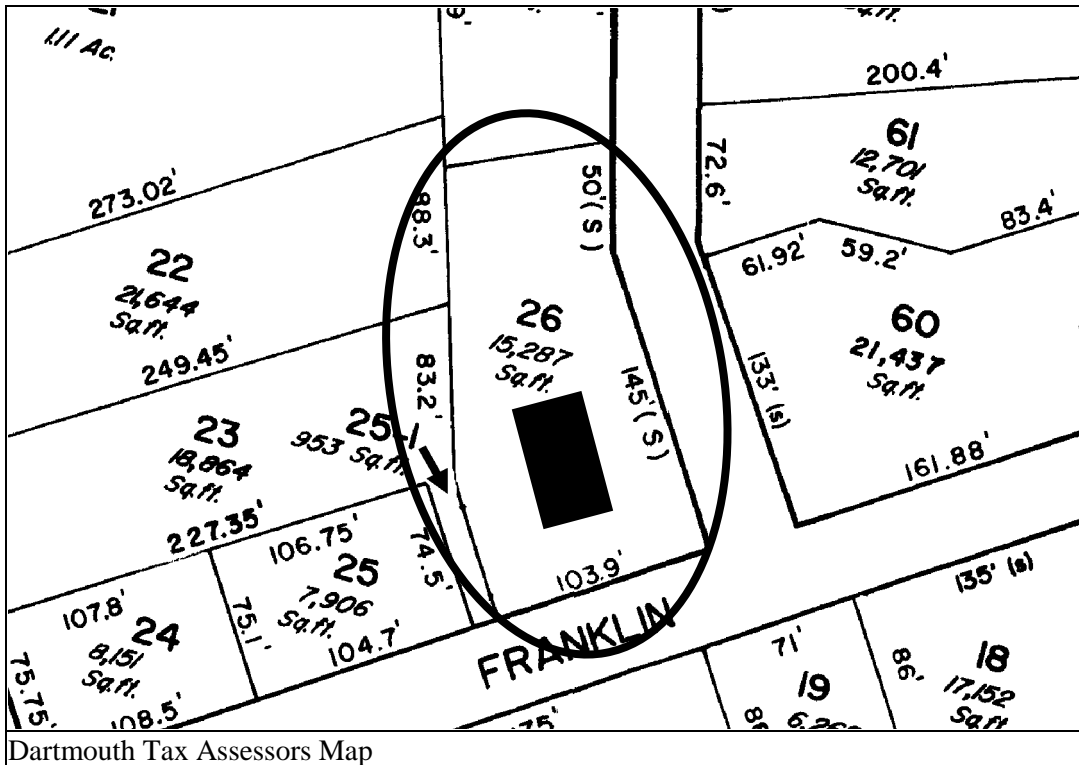 1.11 Ac.
Sq.ft.
200.4'
61
12,701
Sq.ft.
72.6'
50'(S)
273.02'
88.3'
83.4'
61.92'
59.2'
22
21,644
Sq.ft.
26
15,287
Sq.ft.
60
21,437
Sq.ft.
249.45'
83.2'
145'(S)
133' (s)
23
18,864
Sq.ft.
25-1
953 Sq.ft.
161.88'
227.35'
106.75'
74.5'
103.9'
25
7,906
Sq.ft.
135' (s)
107.8'
24
8,151
Sq.ft.
75.1'
104.7'
FRANKLIN
71'
86'
18
17,152
Sq.ft.
19
75.75'
108.5'
75'
Dartmouth Tax Assessors Map